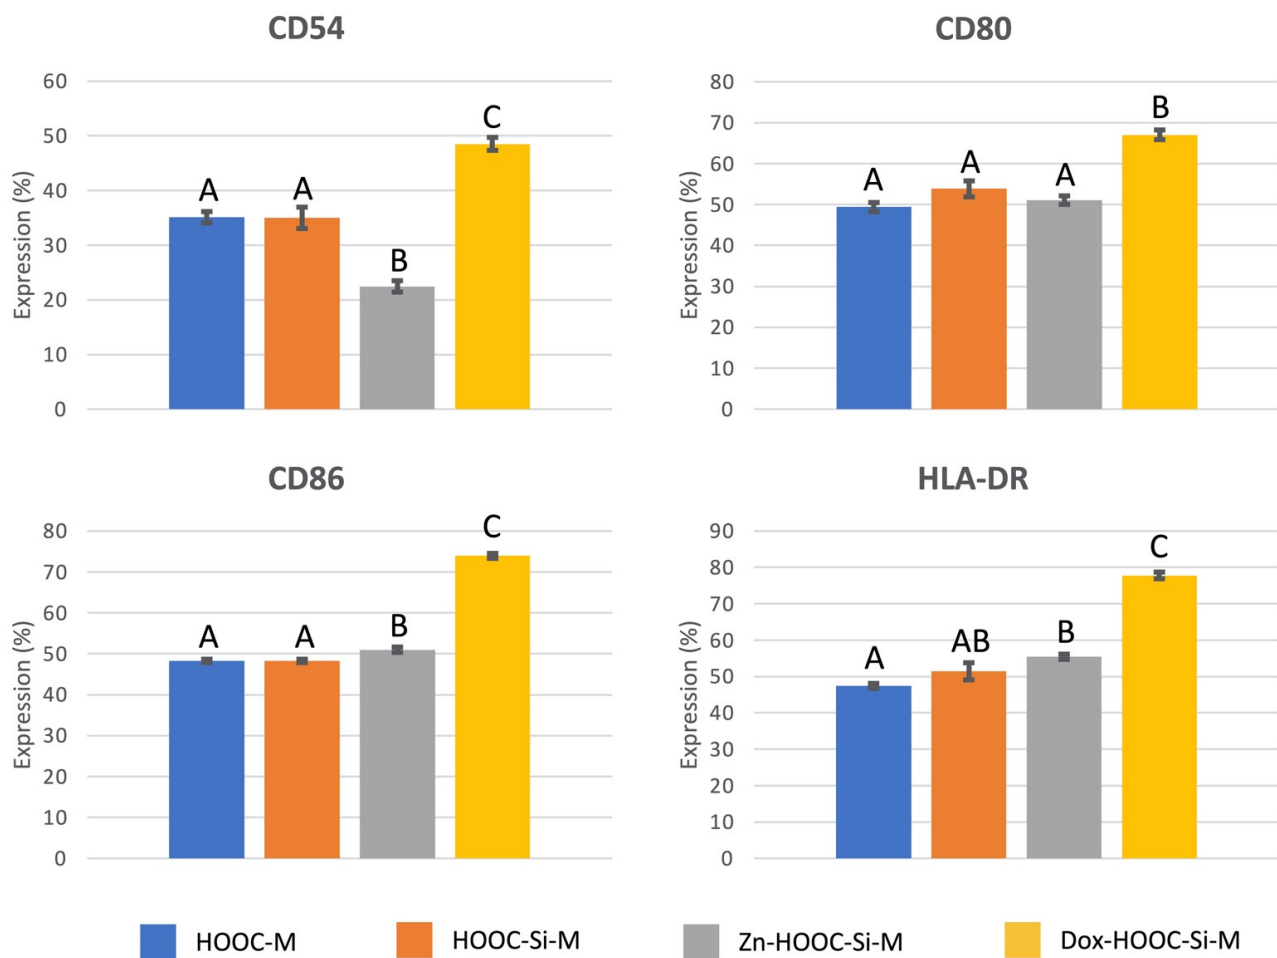 CD54
60
50
40
30
20
10
0
Expression (%)
A
A
B
C
CD80
80
70
60
50
40
30
20
10
0
Expression (%)
A
A
A
B
CD86
80
70
60
50
40
30
20
10
0
Expression (%)
A
A
B
C
HLA-DR
90
80
70
60
50
40
30
20
10
0
Expression (%)
A
AB
B
C
HOOC-M
HOOC-Si-M
Zn-HOOC-Si-M
Dox-HOOC-Si-M